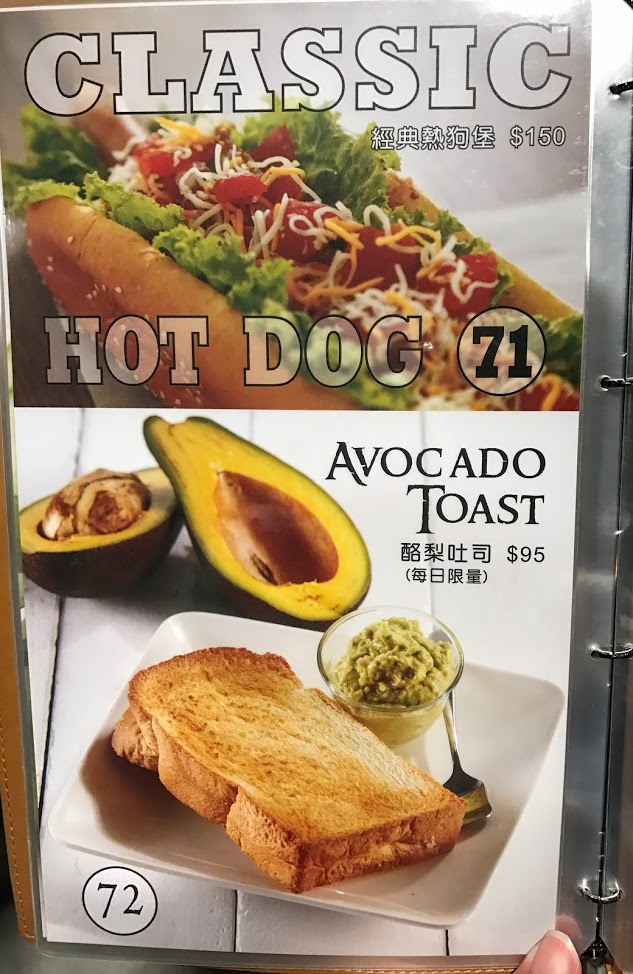 CLASSIC
經典熱狗堡 $150
HOT DOG 71
AVOCADO
TOAST
酪梨吐司 $95
(每日限量)
72